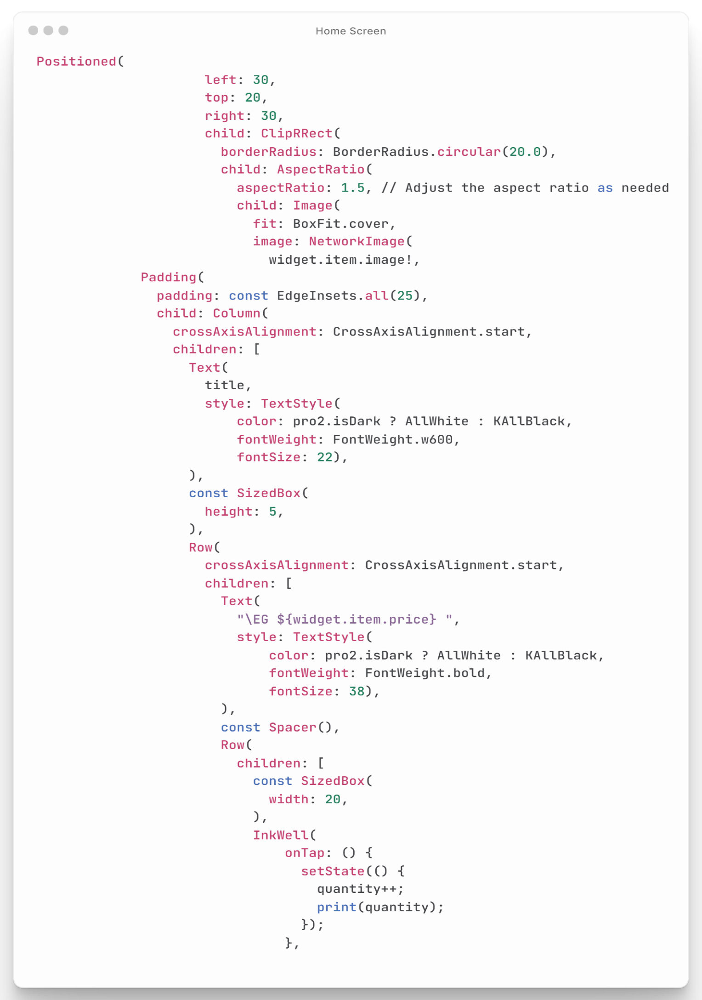 Home Screen
Positioned(
                     left: 30,
                     top: 20,
                     right: 30,
                     child: ClipRRect(
                       borderRadius: BorderRadius.circular(20.0),
                       child: AspectRatio(
                         aspectRatio: 1.5, // Adjust the aspect ratio as needed
                         child: Image(
                           fit: BoxFit.cover,
                           image: NetworkImage(
                             widget.item.image!,
             Padding(
               padding: const EdgeInsets.all(25),
               child: Column(
                 crossAxisAlignment: CrossAxisAlignment.start,
                 children: [
                   Text(
                     title,
                     style: TextStyle(
                         color: pro2.isDark ? AllWhite : KAllBlack,
                         fontWeight: FontWeight.w600,
                         fontSize: 22),
                   ),
                   const SizedBox(
                     height: 5,
                   ),
                   Row(
                     crossAxisAlignment: CrossAxisAlignment.start,
                     children: [
                       Text(
                         "\EG ${widget.item.price} ",
                         style: TextStyle(
                             color: pro2.isDark ? AllWhite : KAllBlack,
                             fontWeight: FontWeight.bold,
                             fontSize: 38),
                       ),
                       const Spacer(),
                       Row(
                         children: [
                           const SizedBox(
                             width: 20,
                           ),
                           InkWell(
                               onTap: () {
                                 setState(() {
                                   quantity++;
                                   print(quantity);
                                 });
                               },